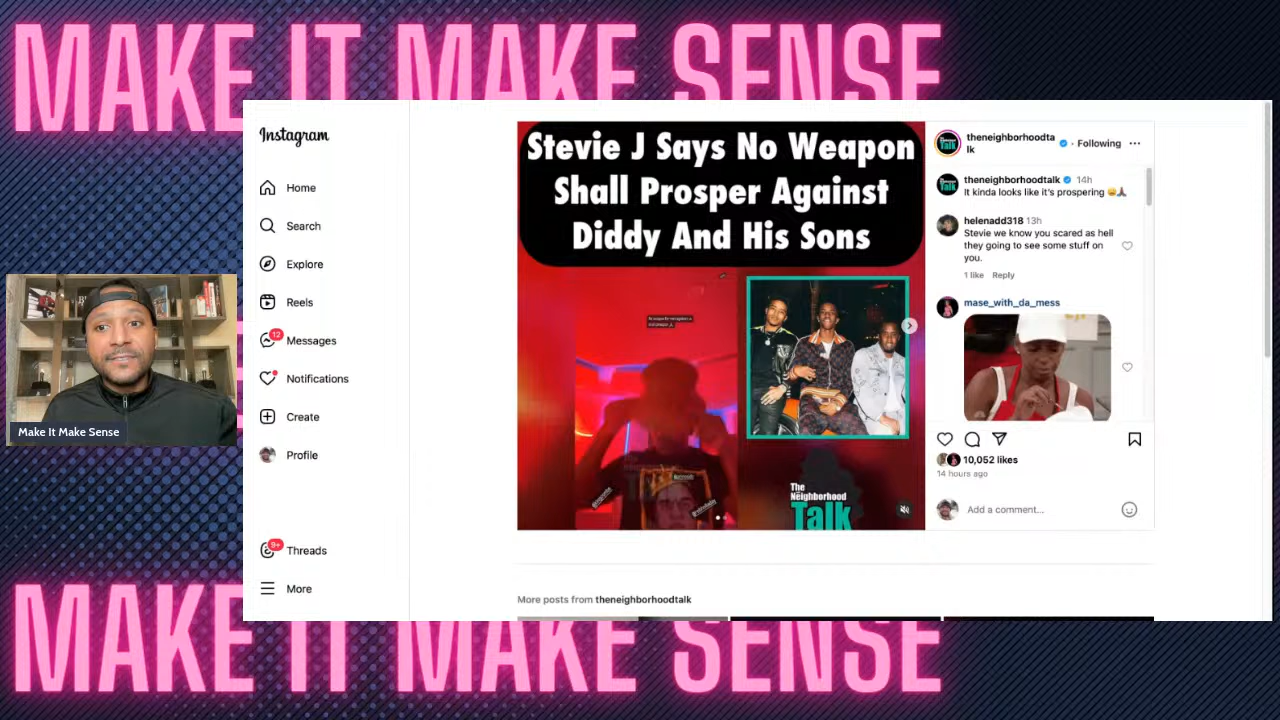 MAKE IT MAKE SENSE
Instagram
Home
Search
Explore
Reels
12
Messages
Notifications
Create
Profile
9+
Threads
More
Stevie J Says No Weapon
Shall Prosper Against
Diddy And His Sons
The
Neighborhood
Talk
theneighborhoodta
lk
· Following
theneighborhoodtalk 14h
It kinda looks like it's prospering
helenadd318 13h
Stevie we know you scared as hell
they going to see some stuff on
you.
1 like Reply
mase_with_da_mess
10,052 likes
14 hours ago
Add a comment...
More posts from theneighborhoodtalk
Make It Make Sense
MAKE IT MAKE SENSE